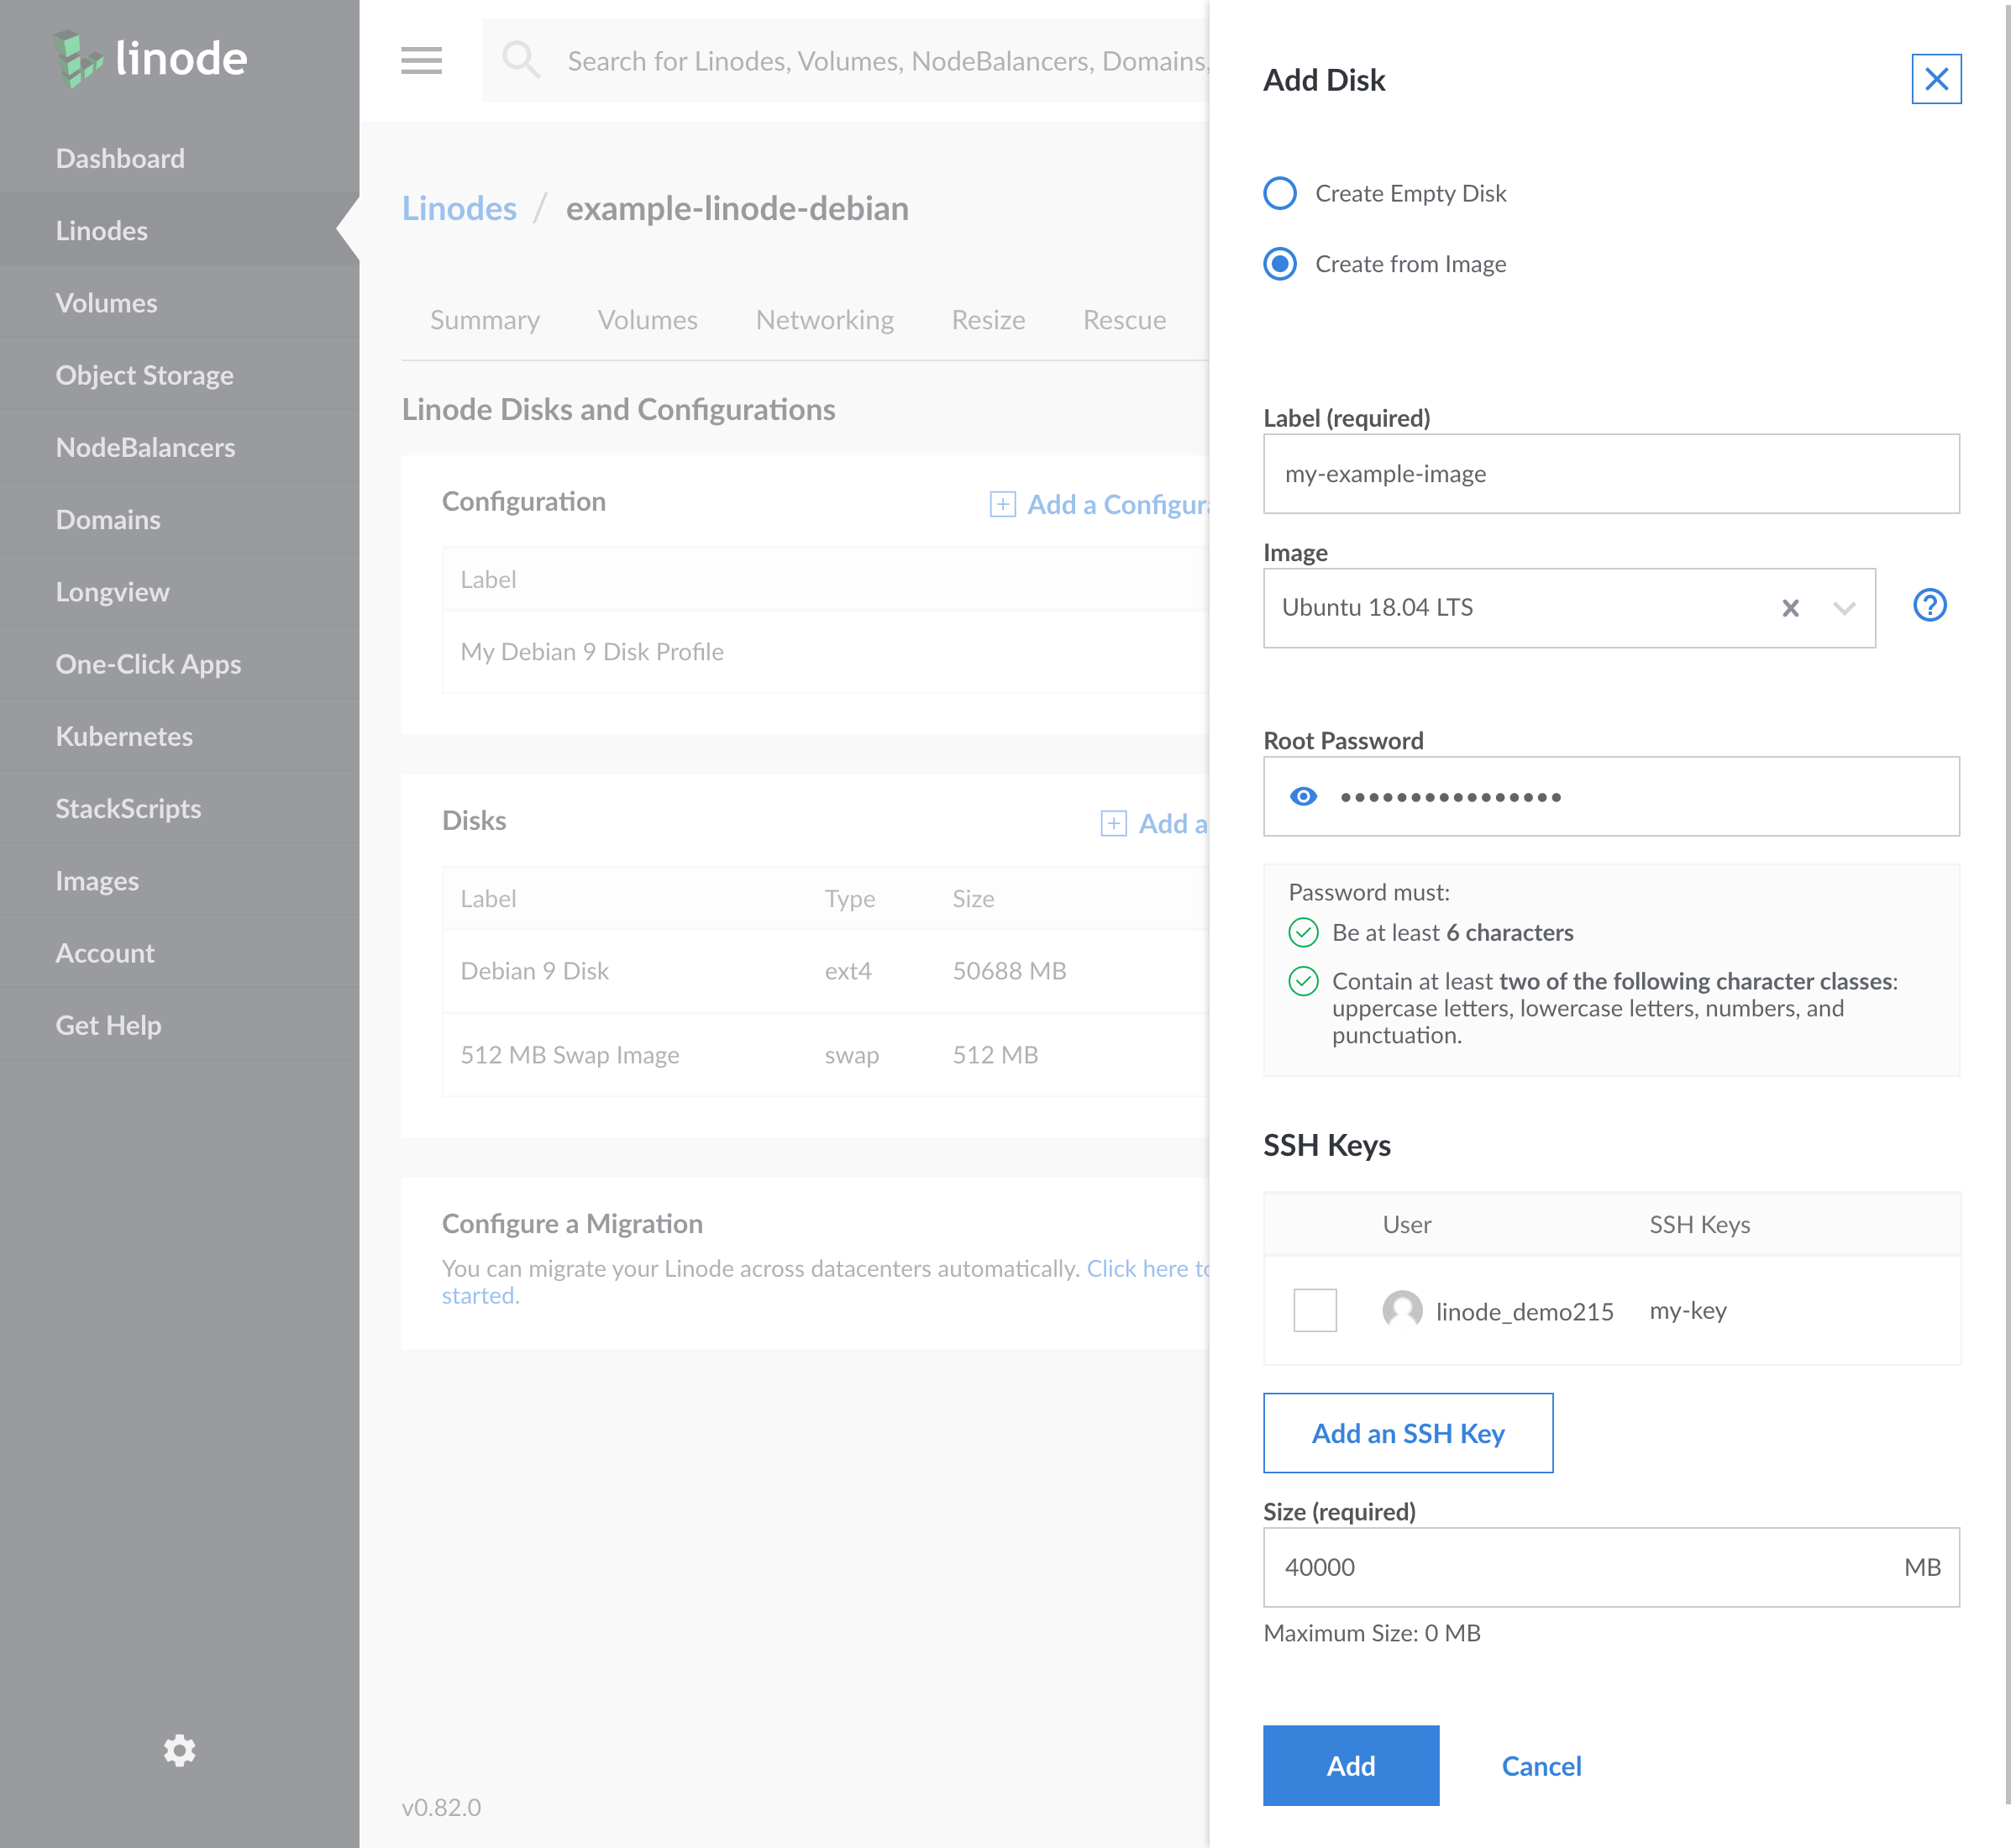 linode
Dashboard
Linodes
Volumes
Object Storage
NodeBalancers
Domains
Longview
One-Click Apps
Kubernetes
StackScripts
Images
Account
Get Help
Search for Linodes, Volumes, NodeBalancers, Domains,
Linodes / example-linode-debian
Summary Volumes Networking Resize Rescue
Linode Disks and Configurations
Configuration
Add a Configura
Label
My Debian 9 Disk Profile
Disks
Add a
Label Type Size
Debian 9 Disk ext4 50688 MB
512 MB Swap Image swap 512 MB
Configure a Migration
You can migrate your Linode across datacenters automatically. Click here to
started.
v0.82.0
Add Disk
Create Empty Disk
Create from Image
Label (required)
my-example-image
Image
Ubuntu 18.04 LTS
Root Password
••••••••••••••••
Password must:
Be at least 6 characters
Contain at least two of the following character classes:
uppercase letters, lowercase letters, numbers, and
punctuation.
SSH Keys
User SSH Keys
linode_demo215 my-key
Add an SSH Key
Size (required)
40000 MB
Maximum Size: 0 MB
Add Cancel